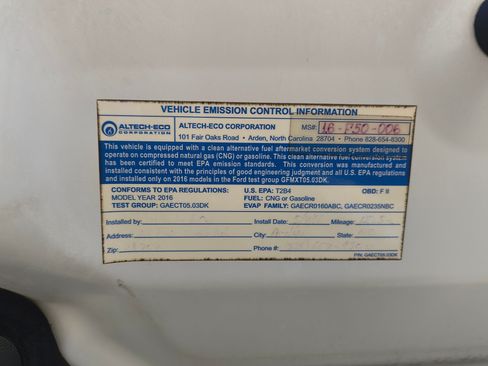 VEHICLE EMISSION CONTROL INFORMATION
ALTECH-ECO CORPORATION
ALTECH-ECO CORPORATION MS#: 16-F50-006
101 Fair Oaks Road • Arden, North Carolina 28704 • Phone 828-654-8300
This vehicle is equipped with a clean alternative fuel aftermarket conversion system designed to
operate on compressed natural gas (CNG) or gasoline. This clean alternative fuel conversion system
has been certified to meet EPA emission standards. This conversion was manufactured and
installed consistent with the principles of good engineering judgment and all U.S. EPA regulations
and installed only on 2016 models in the Ford test group GFMXT05.03DK.
CONFORMS TO EPA REGULATIONS: U.S. EPA: T2B4 OBD: F II
MODEL YEAR 2016 FUEL: CNG or Gasoline
TEST GROUP: GAECT05.03DK EVAP FAMILY: GAECR0160ABC, GAECR0235NBC
Installed by: Install Date: Mileage:
Address: City: State:
Zip: Phone #:
P/N: GAECT05.03DK